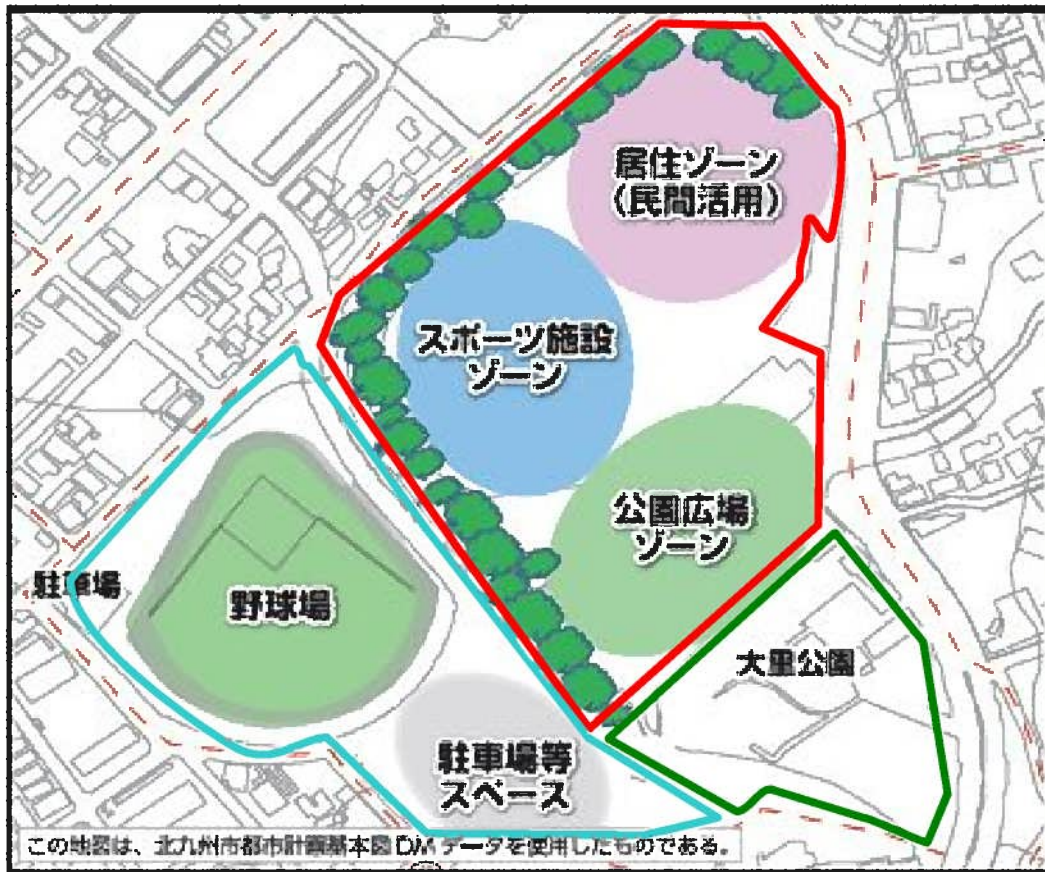 居住ゾーン
(民間活用)
スポーツ施設
ゾーン
公園広場
ゾーン
駐車場
野球場
大里公園
駐車場等
スペース
この地図は、北九州市都市計画基本図DMデータを使用したものである。